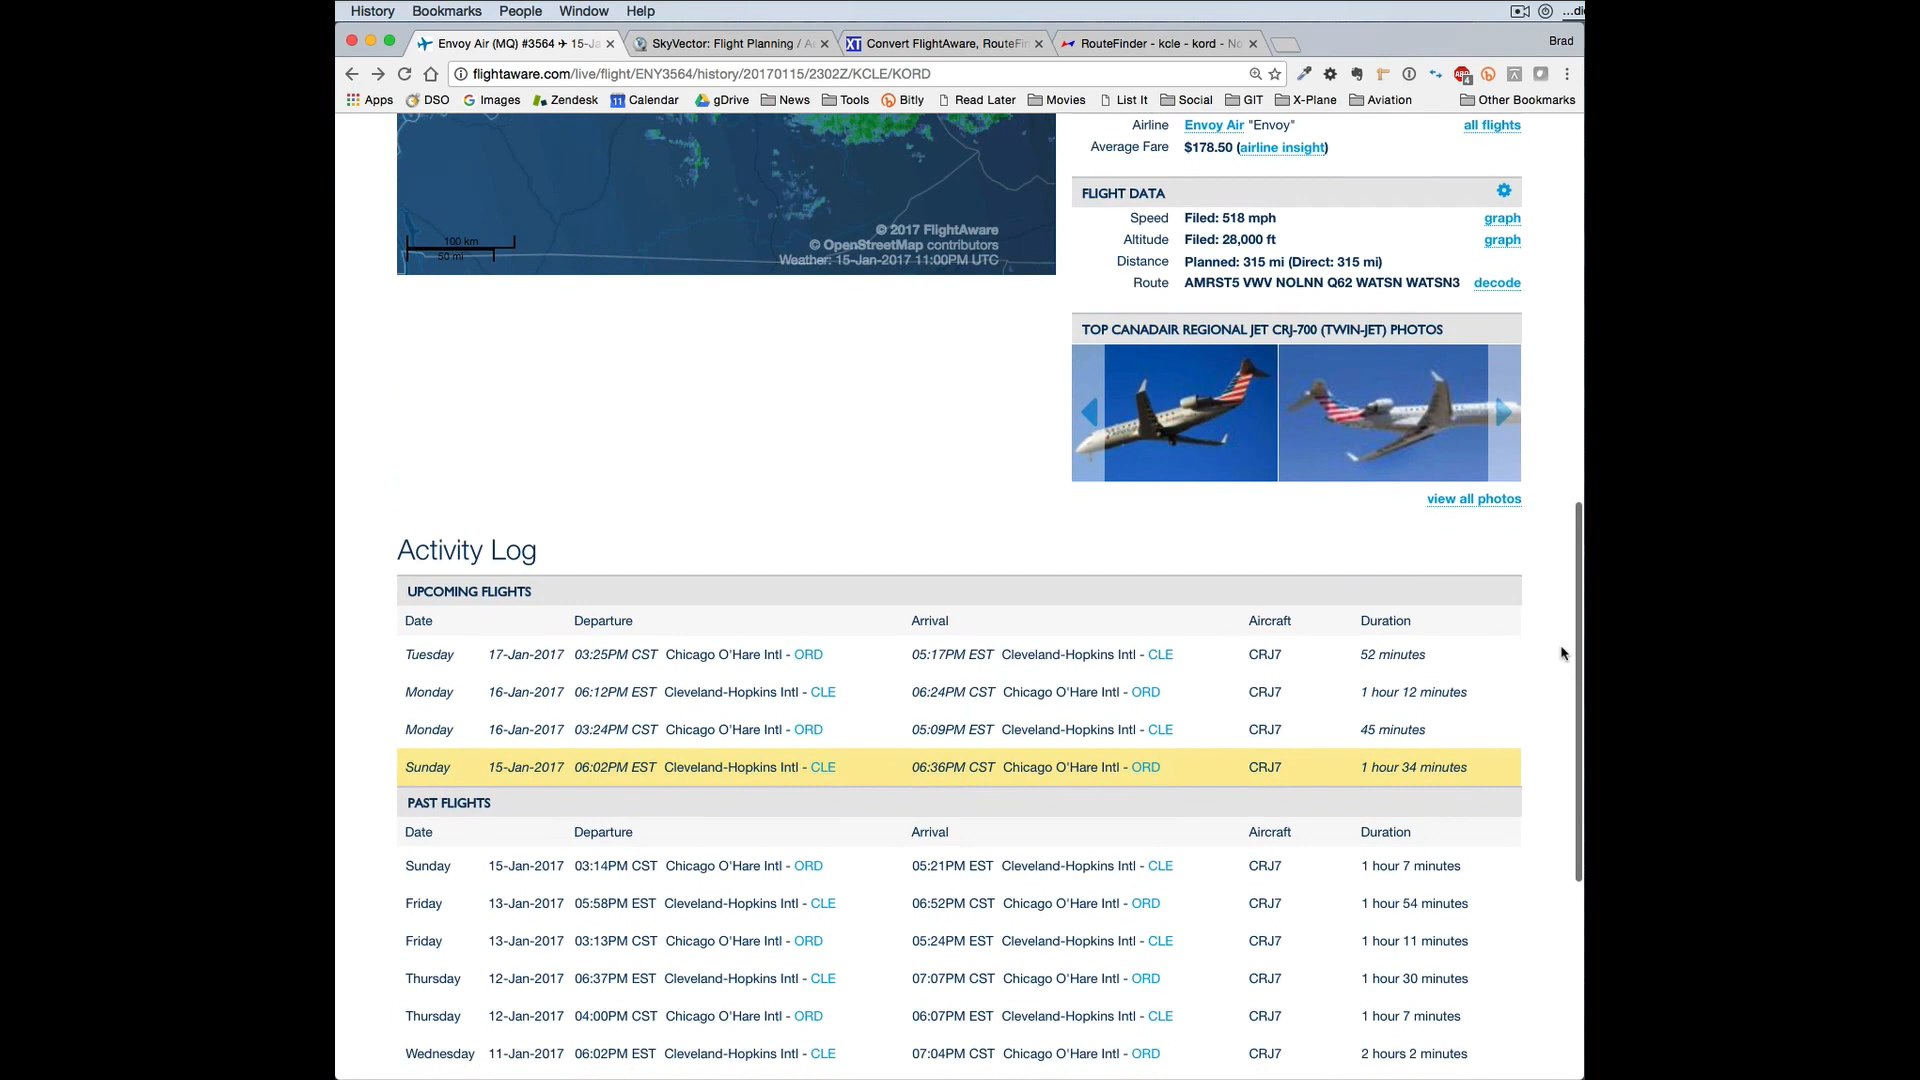 History Bookmarks People Window Help
Envoy Air (MQ) #3564 ✈ 15-Ja SkyVector: Flight Planning / A Convert FlightAware, RouteFin RouteFinder - kcle - kord - No Brad
flightaware.com/live/flight/ENY3564/history/20170115/2302Z/KCLE/KORD
Apps DSO Images Zendesk Calendar gDrive News Tools Bitly Read Later Movies List It Social GIT X-Plane Aviation Other Bookmarks
Airline Envoy Air "Envoy" all flights
Average Fare $178.50 (airline insight)
FLIGHT DATA
Speed Filed: 518 mph graph
Altitude Filed: 28,000 ft graph
Distance Planned: 315 mi (Direct: 315 mi)
Route AMRST5 VWV NOLNN Q62 WATSN WATSN3 decode
100 km
50 mi
© 2017 FlightAware
© OpenStreetMap contributors
Weather: 15-Jan-2017 11:00PM UTC
TOP CANADAIR REGIONAL JET CRJ-700 (TWIN-JET) PHOTOS
view all photos
Activity Log
UPCOMING FLIGHTS
Date Departure Arrival Aircraft Duration
Tuesday 17-Jan-2017 03:25PM CST Chicago O'Hare Intl - ORD 05:17PM EST Cleveland-Hopkins Intl - CLE CRJ7 52 minutes
Monday 16-Jan-2017 06:12PM EST Cleveland-Hopkins Intl - CLE 06:24PM CST Chicago O'Hare Intl - ORD CRJ7 1 hour 12 minutes
Monday 16-Jan-2017 03:24PM CST Chicago O'Hare Intl - ORD 05:09PM EST Cleveland-Hopkins Intl - CLE CRJ7 45 minutes
Sunday 15-Jan-2017 06:02PM EST Cleveland-Hopkins Intl - CLE 06:36PM CST Chicago O'Hare Intl - ORD CRJ7 1 hour 34 minutes
PAST FLIGHTS
Date Departure Arrival Aircraft Duration
Sunday 15-Jan-2017 03:14PM CST Chicago O'Hare Intl - ORD 05:21PM EST Cleveland-Hopkins Intl - CLE CRJ7 1 hour 7 minutes
Friday 13-Jan-2017 05:58PM EST Cleveland-Hopkins Intl - CLE 06:52PM CST Chicago O'Hare Intl - ORD CRJ7 1 hour 54 minutes
Friday 13-Jan-2017 03:13PM CST Chicago O'Hare Intl - ORD 05:24PM EST Cleveland-Hopkins Intl - CLE CRJ7 1 hour 11 minutes
Thursday 12-Jan-2017 06:37PM EST Cleveland-Hopkins Intl - CLE 07:07PM CST Chicago O'Hare Intl - ORD CRJ7 1 hour 30 minutes
Thursday 12-Jan-2017 04:00PM CST Chicago O'Hare Intl - ORD 06:07PM EST Cleveland-Hopkins Intl - CLE CRJ7 1 hour 7 minutes
Wednesday 11-Jan-2017 06:02PM EST Cleveland-Hopkins Intl - CLE 07:04PM CST Chicago O'Hare Intl - ORD CRJ7 2 hours 2 minutes